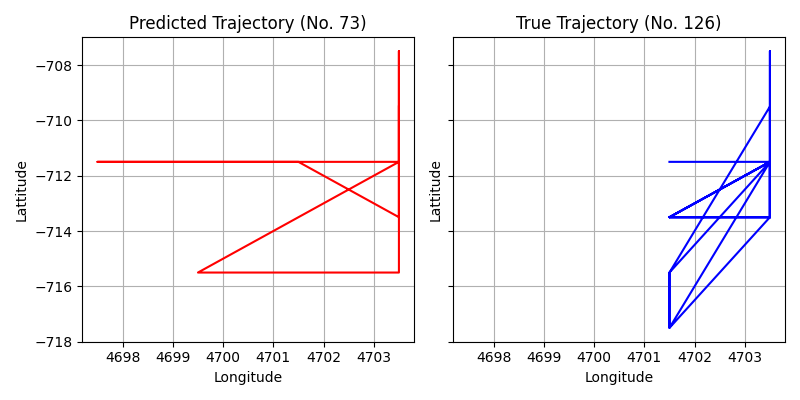 Predicted Trajectory (No. 73)
True Trajectory (No. 126)
−708
−710
−712
−714
−716
−718
Lattitude
Lattitude
4698 4699 4700 4701 4702 4703
4698 4699 4700 4701 4702 4703
Longitude
Longitude